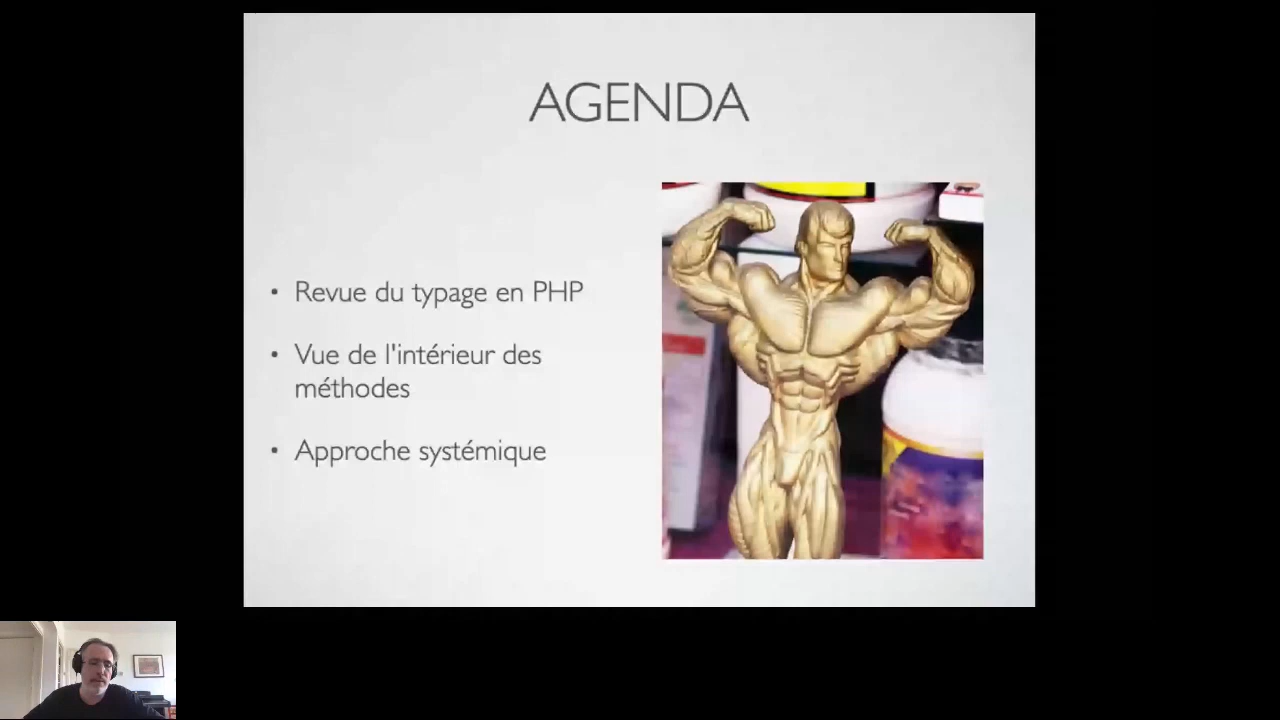 AGENDA
• Revue du typage en PHP
• Vue de l'intérieur des
méthodes
• Approche systémique